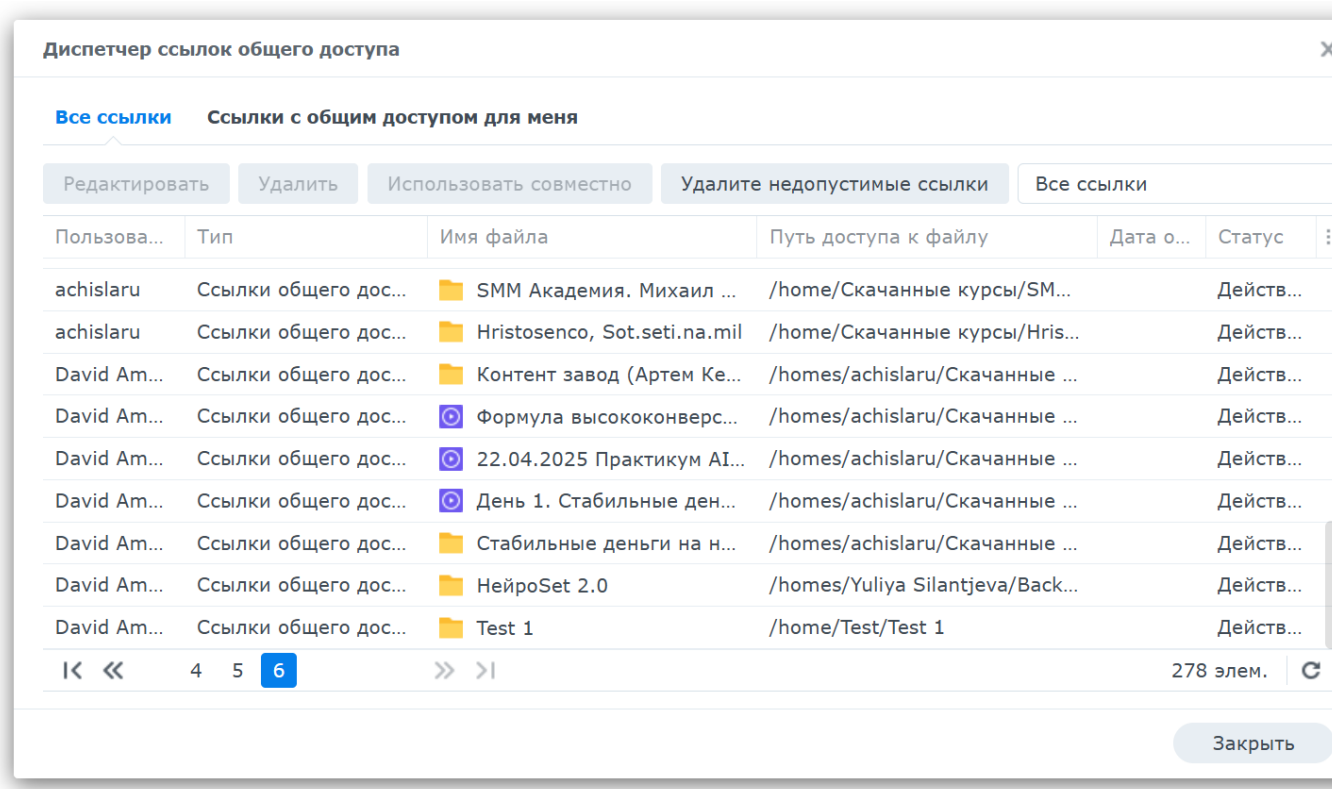 Диспетчер ссылок общего доступа
Все ссылки Ссылки с общим доступом для меня
Редактировать Удалить Использовать совместно Удалите недопустимые ссылки Все ссылки
Пользова... Тип Имя файла Путь доступа к файлу Дата о... Статус
achislaru Ссылки общего дос... SMM Академия. Михаил ... /home/Скачанные курсы/SM... Действ...
achislaru Ссылки общего дос... Hristosenco, Sot.seti.na.mil /home/Скачанные курсы/Hris... Действ...
David Am... Ссылки общего дос... Контент завод (Артем Ке... /homes/achislaru/Скачанные ... Действ...
David Am... Ссылки общего дос... Формула высококонверс... /homes/achislaru/Скачанные ... Действ...
David Am... Ссылки общего дос... 22.04.2025 Практикум AI... /homes/achislaru/Скачанные ... Действ...
David Am... Ссылки общего дос... День 1. Стабильные ден... /homes/achislaru/Скачанные ... Действ...
David Am... Ссылки общего дос... Стабильные деньги на н... /homes/achislaru/Скачанные ... Действ...
David Am... Ссылки общего дос... НейроSet 2.0 /homes/Yuliya Silantjeva/Back... Действ...
David Am... Ссылки общего дос... Test 1 /home/Test/Test 1 Действ...
4 5 6 278 элем.
Закрыть